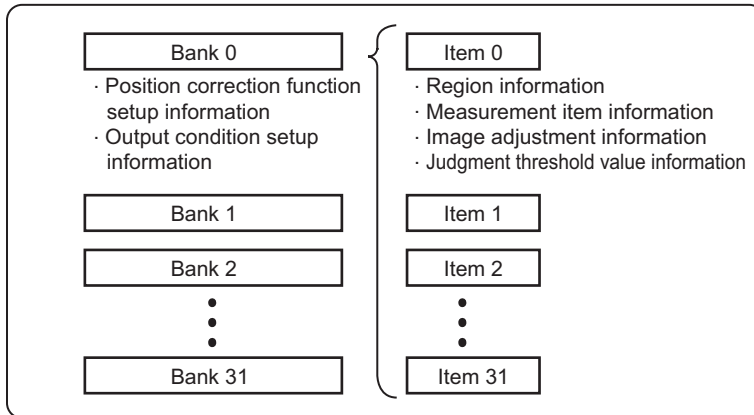 Bank 0
· Position correction function
setup information
· Output condition setup
information
Bank 1
Bank 2
Bank 31
Item 0
· Region information
· Measurement item information
· Image adjustment information
· Judgment threshold value information
Item 1
Item 2
Item 31